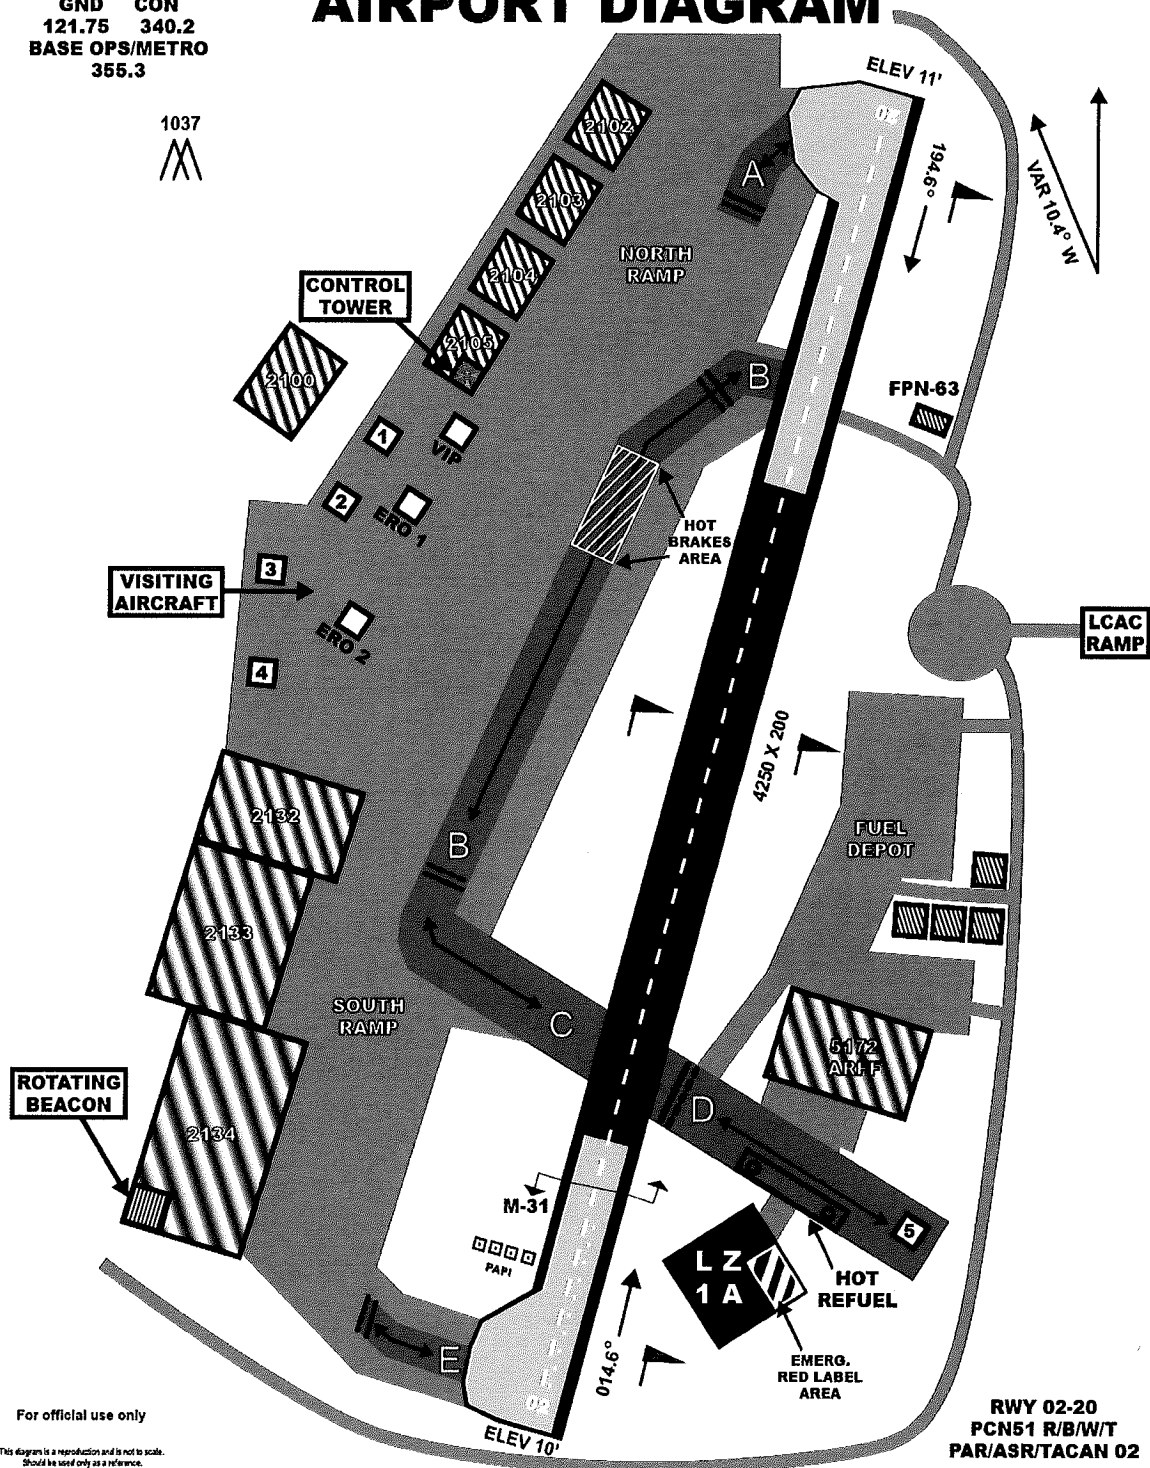 AIRPORT DIAGRAM
GND CON
121.75 340.2
BASE OPS/METRO
355.3
1037
ELEV 11'
20
194.6°
VAR 10.4° W
2102
2103
2104
2105
A
NORTH
RAMP
CONTROL
TOWER
2100
B
FPN-63
1
VIP
2
ERO 1
HOT
BRAKES
AREA
3
VISITING
AIRCRAFT
ERO 2
LCAC
RAMP
4
4250 X 200
2132
B
FUEL
DEPOT
2133
SOUTH
RAMP
C
5172
ARFF
ROTATING
BEACON
D
2134
M-31
5
PAPI
L Z
1 A
HOT
REFUEL
E
014.6°
EMERG.
RED LABEL
AREA
02
ELEV 10'
For official use only
This diagram is a reproduction and is not to scale.
Should be used only as a reference.
RWY 02-20
PCN51 R/B/W/T
PAR/ASR/TACAN 02